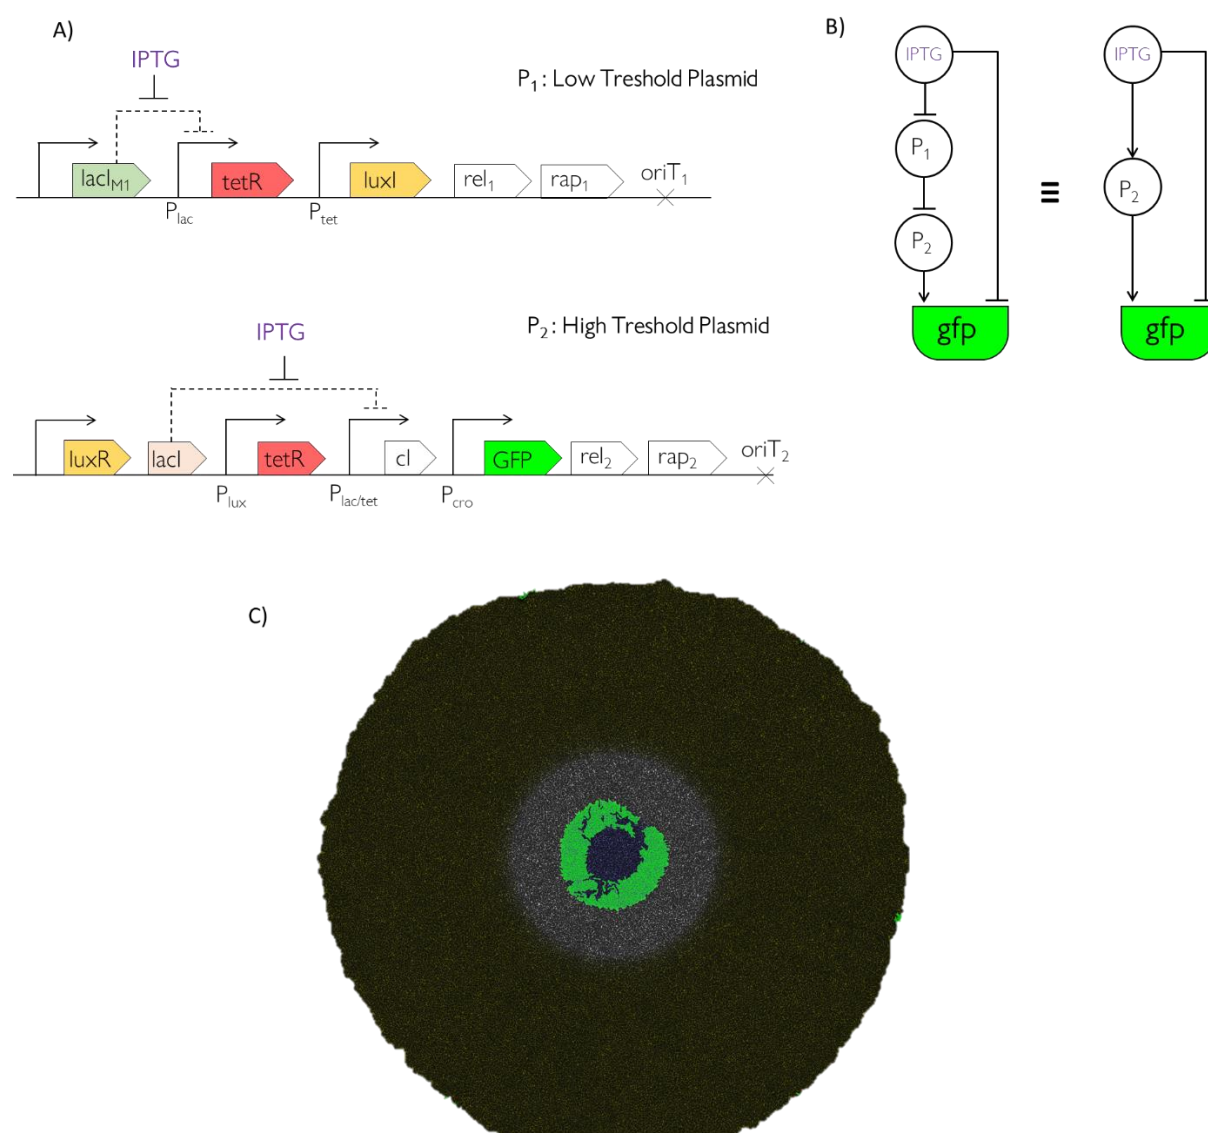 A)
IPTG
P1 : Low Treshold Plasmid
lacIM1 tetR luxI rel1 rap1 oriT1
Plac Ptet
IPTG
P2 : High Treshold Plasmid
luxR lacI tetR cI GFP rel2 rap2 oriT2
Plux Plac/tet Pcro
B)
IPTG IPTG
P1
P2 ≡ P2
gfp gfp
C)